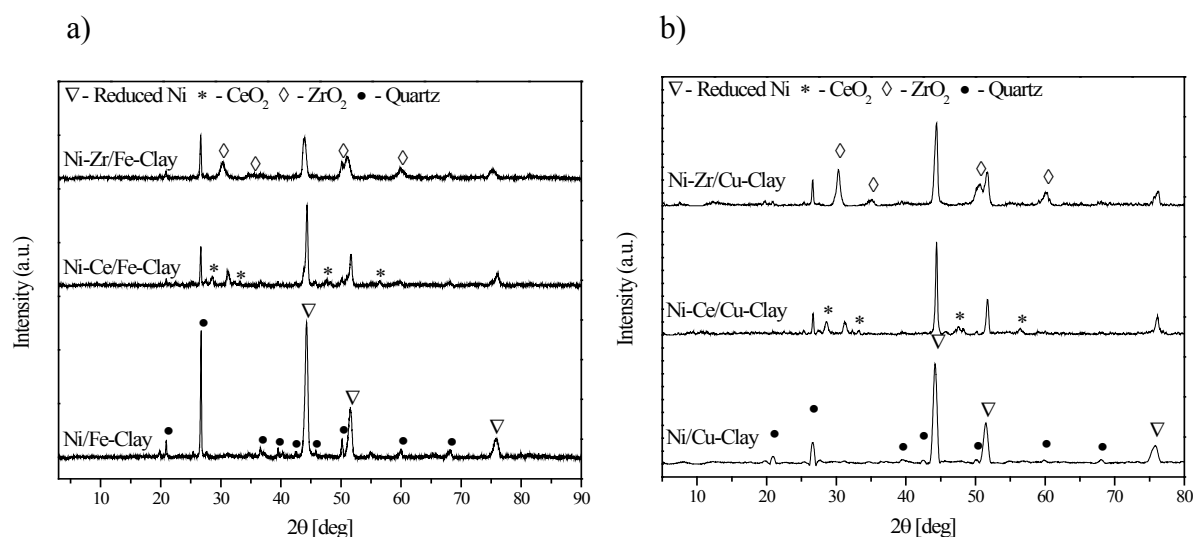 a)
▽ - Reduced Ni * - CeO₂ ◇ - ZrO₂ ● - Quartz
Ni-Zr/Fe-Clay
Ni-Ce/Fe-Clay
Ni/Fe-Clay
Intensity (a.u.)
10 20 30 40 50 60 70 80 90
2θ [deg]
b)
▽ - Reduced Ni * - CeO₂ ◇ - ZrO₂ ● - Quartz
Ni-Zr/Cu-Clay
Ni-Ce/Cu-Clay
Ni/Cu-Clay
Intensity (a.u.)
10 20 30 40 50 60 70 80
2θ [deg]